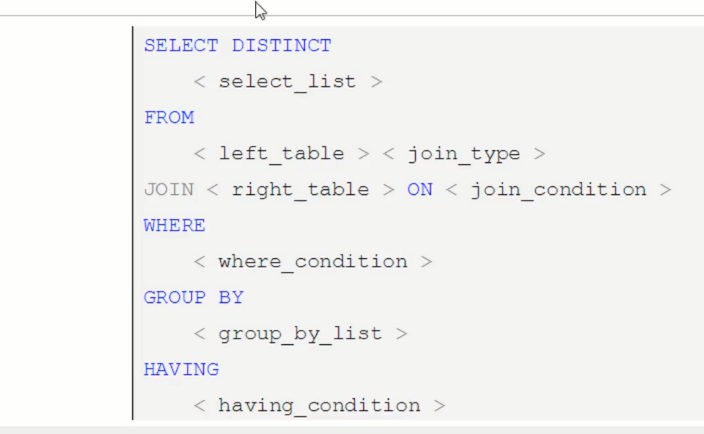 SELECT DISTINCT
< select_list >
FROM
< left_table > < join_type >
JOIN < right_table > ON < join_condition >
WHERE
< where_condition >
GROUP BY
< group_by_list >
HAVING
< having_condition >